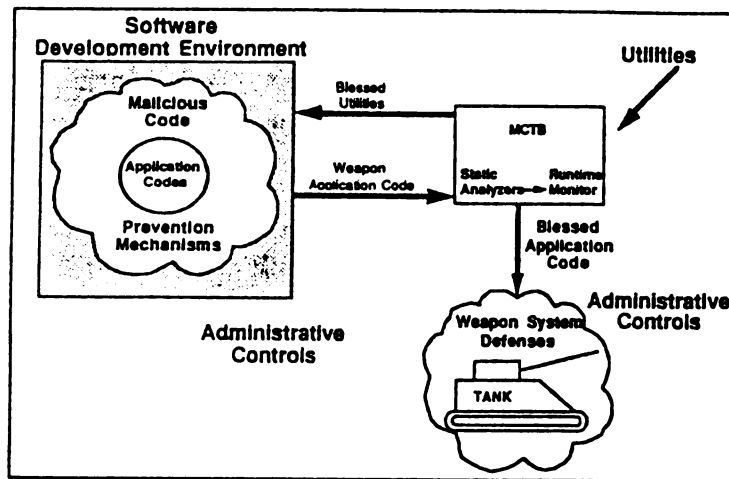 Software
Development Environment
Utilities
Malicious
Code
Application
Codes
Prevention
Mechanisms
Blessed
Utilities
MCTB
Weapon
Application Code
Static
Analyzers
Runtime
Monitor
Blessed
Application
Code
Administrative
Controls
Weapon System
Defenses
TANK
Administrative
Controls